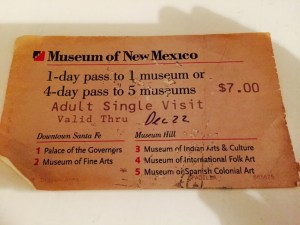 Museum of New Mexico
1-day pass to 1 museum or
4-day pass to 5 museums
$7.00
Adult Single Visit
Valid Thru Dec 22
Downtown Santa Fe
1 Palace of the Governors
2 Museum of Fine Arts
Museum Hill
3 Museum of Indian Arts & Culture
4 Museum of International Folk Art
5 Museum of Spanish Colonial Art